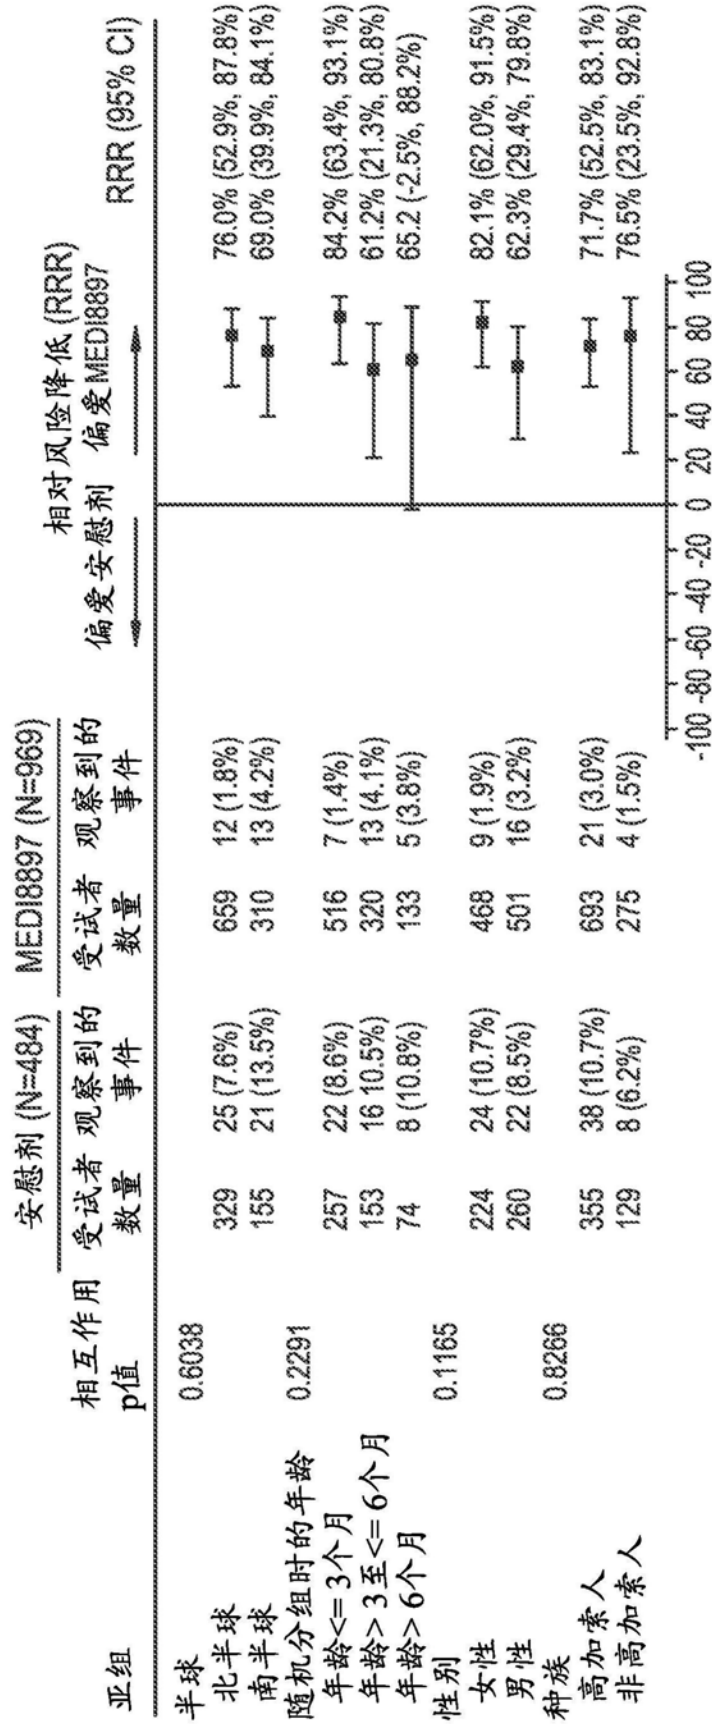 安慰剂 (N=484) MEDI8897 (N=969) 相对风险降低 (RRR)
亚组 相互作用 受试者 观察到的 受试者 观察到的 偏爱安慰剂 偏爱MEDI8897 RRR (95% CI)
p值 数量 事件 数量 事件
半球 0.6038
北半球 329 25 (7.6%) 659 12 (1.8%) 76.0% (52.9%, 87.8%)
南半球 155 21 (13.5%) 310 13 (4.2%) 69.0% (39.9%, 84.1%)
随机分组时的年龄 0.2291
年龄<= 3个月 257 22 (8.6%) 516 7 (1.4%) 84.2% (63.4%, 93.1%)
年龄> 3至<= 6个月 153 16 10.5%) 320 13 (4.1%) 61.2% (21.3%, 80.8%)
年龄> 6个月 74 8 (10.8%) 133 5 (3.8%) 65.2 (-2.5%, 88.2%)
性别 0.1165
女性 224 24 (10.7%) 468 9 (1.9%) 82.1% (62.0%, 91.5%)
男性 260 22 (8.5%) 501 16 (3.2%) 62.3% (29.4%, 79.8%)
种族 0.8266
高加索人 355 38 (10.7%) 693 21 (3.0%) 71.7% (52.5%, 83.1%)
非高加索人 129 8 (6.2%) 275 4 (1.5%) 76.5% (23.5%, 92.8%)
-100 -80 -60 -40 -20 0 20 40 60 80 100